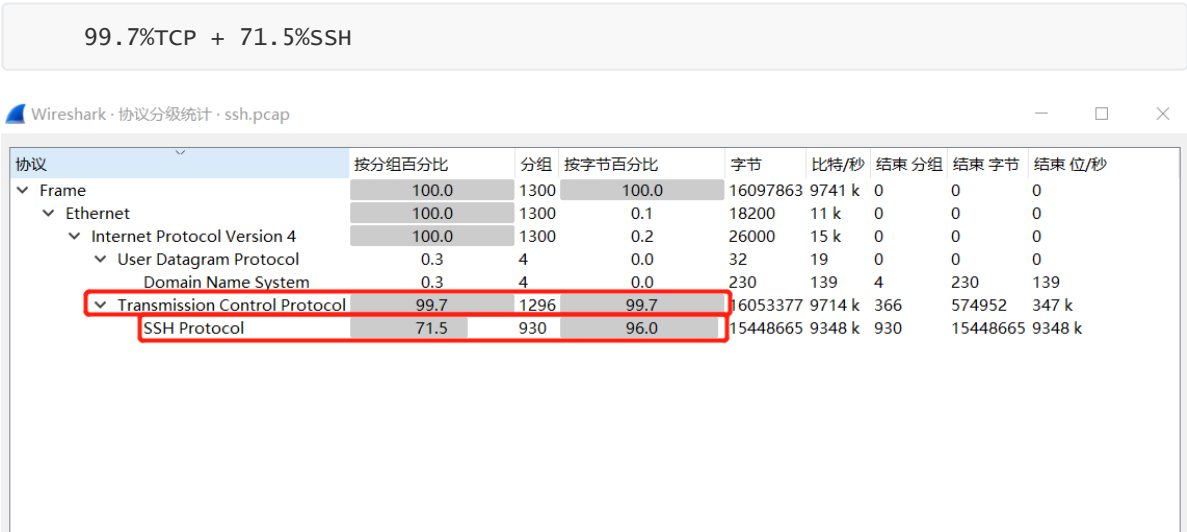 99.7%TCP + 71.5%SSH
Wireshark · 协议分级统计 · ssh.pcap
协议 按分组百分比 分组 按字节百分比 字节 比特/秒 结束 分组 结束 字节 结束 位/秒
Frame 100.0 1300 100.0 16097863 9741 k 0 0 0
Ethernet 100.0 1300 0.1 18200 11 k 0 0 0
Internet Protocol Version 4 100.0 1300 0.2 26000 15 k 0 0 0
User Datagram Protocol 0.3 4 0.0 32 19 0 0 0
Domain Name System 0.3 4 0.0 230 139 4 230 139
Transmission Control Protocol 99.7 1296 99.7 16053377 9714 k 366 574952 347 k
SSH Protocol 71.5 930 96.0 15448665 9348 k 930 15448665 9348 k